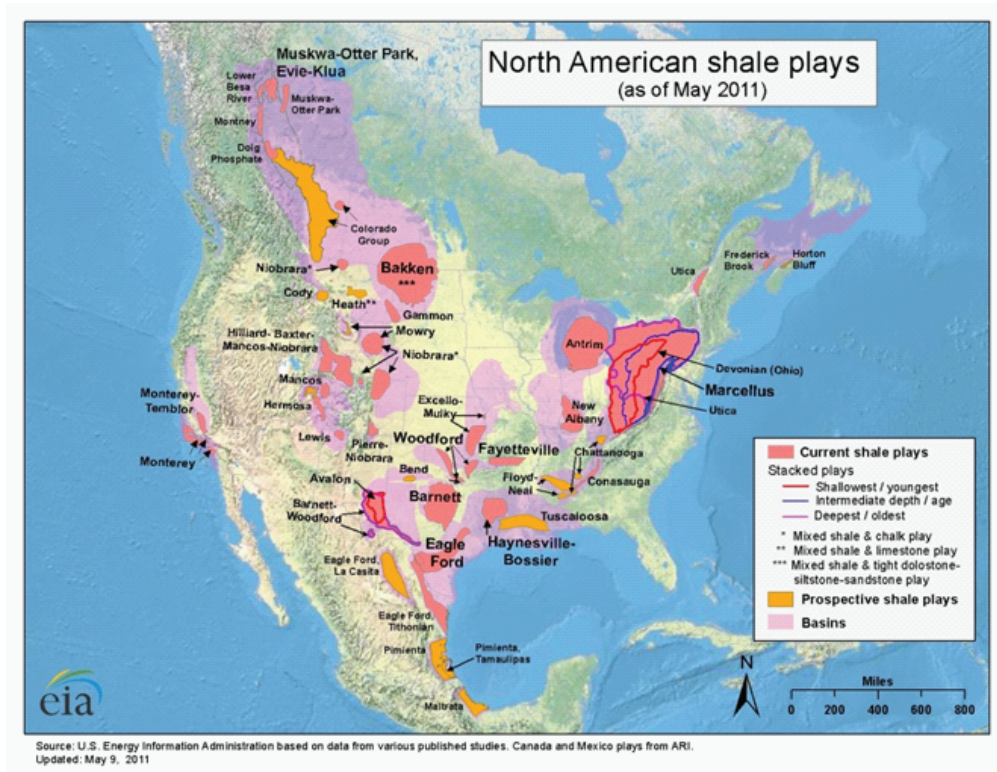 North American shale plays
(as of May 2011)
Muskwa-Otter Park,
Evie-Klua
Lower
Besa
River
Muskwa-
Otter Park
Montney
Doig
Phosphate
Colorado
Group
Niobrara*
Bakken
***
Cody
Heath**
Gammon
Mowry
Hilliard- Baxter-
Mancos-Niobrara
Niobrara*
Mancos
Hermosa
Excello-
Mulky
Monterey-
Temblor
Monterey
Lewis
Pierre-
Niobrara
Woodford
Fayetteville
Bend
Avalon
Barnett
Barnett-
Woodford
Eagle
Ford
Haynesville-
Bossier
Tuscaloosa
Floyd-
Neal
Conasauga
Chattanooga
New
Albany
Antrim
Devonian (Ohio)
Marcellus
Utica
Utica
Frederick
Brook
Horton
Bluff
Eagle Ford,
La Casita
Eagle Ford,
Tithonian
Pimienta
Pimienta,
Tamaulipas
Maltrata
Current shale plays
Stacked plays
Shallowest / youngest
Intermediate depth / age
Deepest / oldest
* Mixed shale & chalk play
** Mixed shale & limestone play
*** Mixed shale & tight dolostone-
siltstone-sandstone play
Prospective shale plays
Basins
N
Miles
0 200 400 600 800
eia
Source: U.S. Energy Information Administration based on data from various published studies. Canada and Mexico plays from ARI.
Updated: May 9, 2011